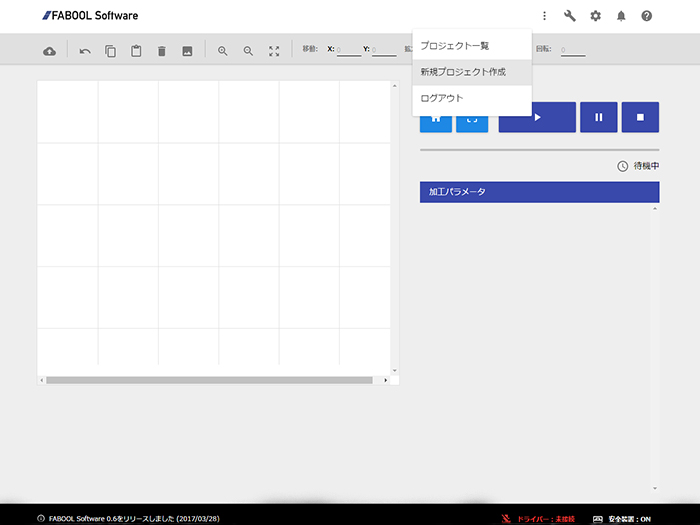 FABOOL Software
移動: X: 0 Y: 0
回転: 0
プロジェクト一覧
新規プロジェクト作成
ログアウト
待機中
加工パラメータ
FABOOL Software 0.6をリリースしました (2017/03/28)
ドライバー : 未接続
安全装置 : ON